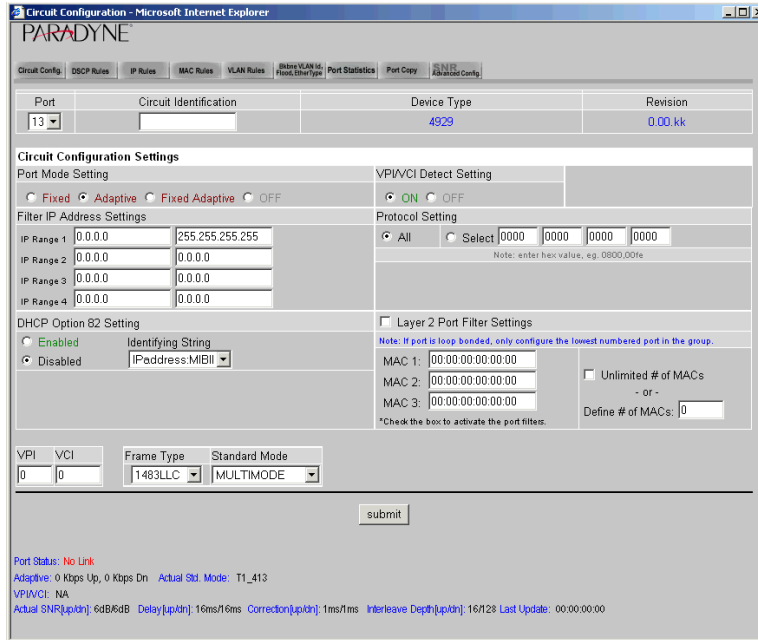 Circuit Configuration - Microsoft Internet Explorer
PARADYNE
Circuit Config. DSCP Rules IP Rules MAC Rules VLAN Rules Bkbne VLAN Id, Flood, EtherType Port Statistics Port Copy SNR Advanced Config.
Port Circuit Identification Device Type Revision
13 4929 0.00.kk
Circuit Configuration Settings
Port Mode Setting VPI/VCI Detect Setting
Fixed Adaptive Fixed Adaptive OFF ON OFF
Filter IP Address Settings Protocol Setting
IP Range 1 0.0.0.0 255.255.255.255 All Select 0000 0000 0000 0000
IP Range 2 0.0.0.0 0.0.0.0 Note: enter hex value, eg. 0800,00fe
IP Range 3 0.0.0.0 0.0.0.0
IP Range 4 0.0.0.0 0.0.0.0
DHCP Option 82 Setting Layer 2 Port Filter Settings
Enabled Identifying String Note: If port is loop bonded, only configure the lowest numbered port in the group.
Disabled IPaddress:MIBII MAC 1: 00:00:00:00:00:00
MAC 2: 00:00:00:00:00:00 Unlimited # of MACs
- or -
MAC 3: 00:00:00:00:00:00 Define # of MACs: 0
*Check the box to activate the port filters.
VPI VCI Frame Type Standard Mode
0 0 1483LLC MULTIMODE
submit
Port Status: No Link
Adaptive: 0 Kbps Up, 0 Kbps Dn Actual Std. Mode: T1_413
VPI/VCI: NA
Actual SNR[up/dn]: 6dB/6dB Delay[up/dn]: 16ms/16ms Correction[up/dn]: 1ms/1ms Interleave Depth[up/dn]: 16/128 Last Update: 00:00:00:00